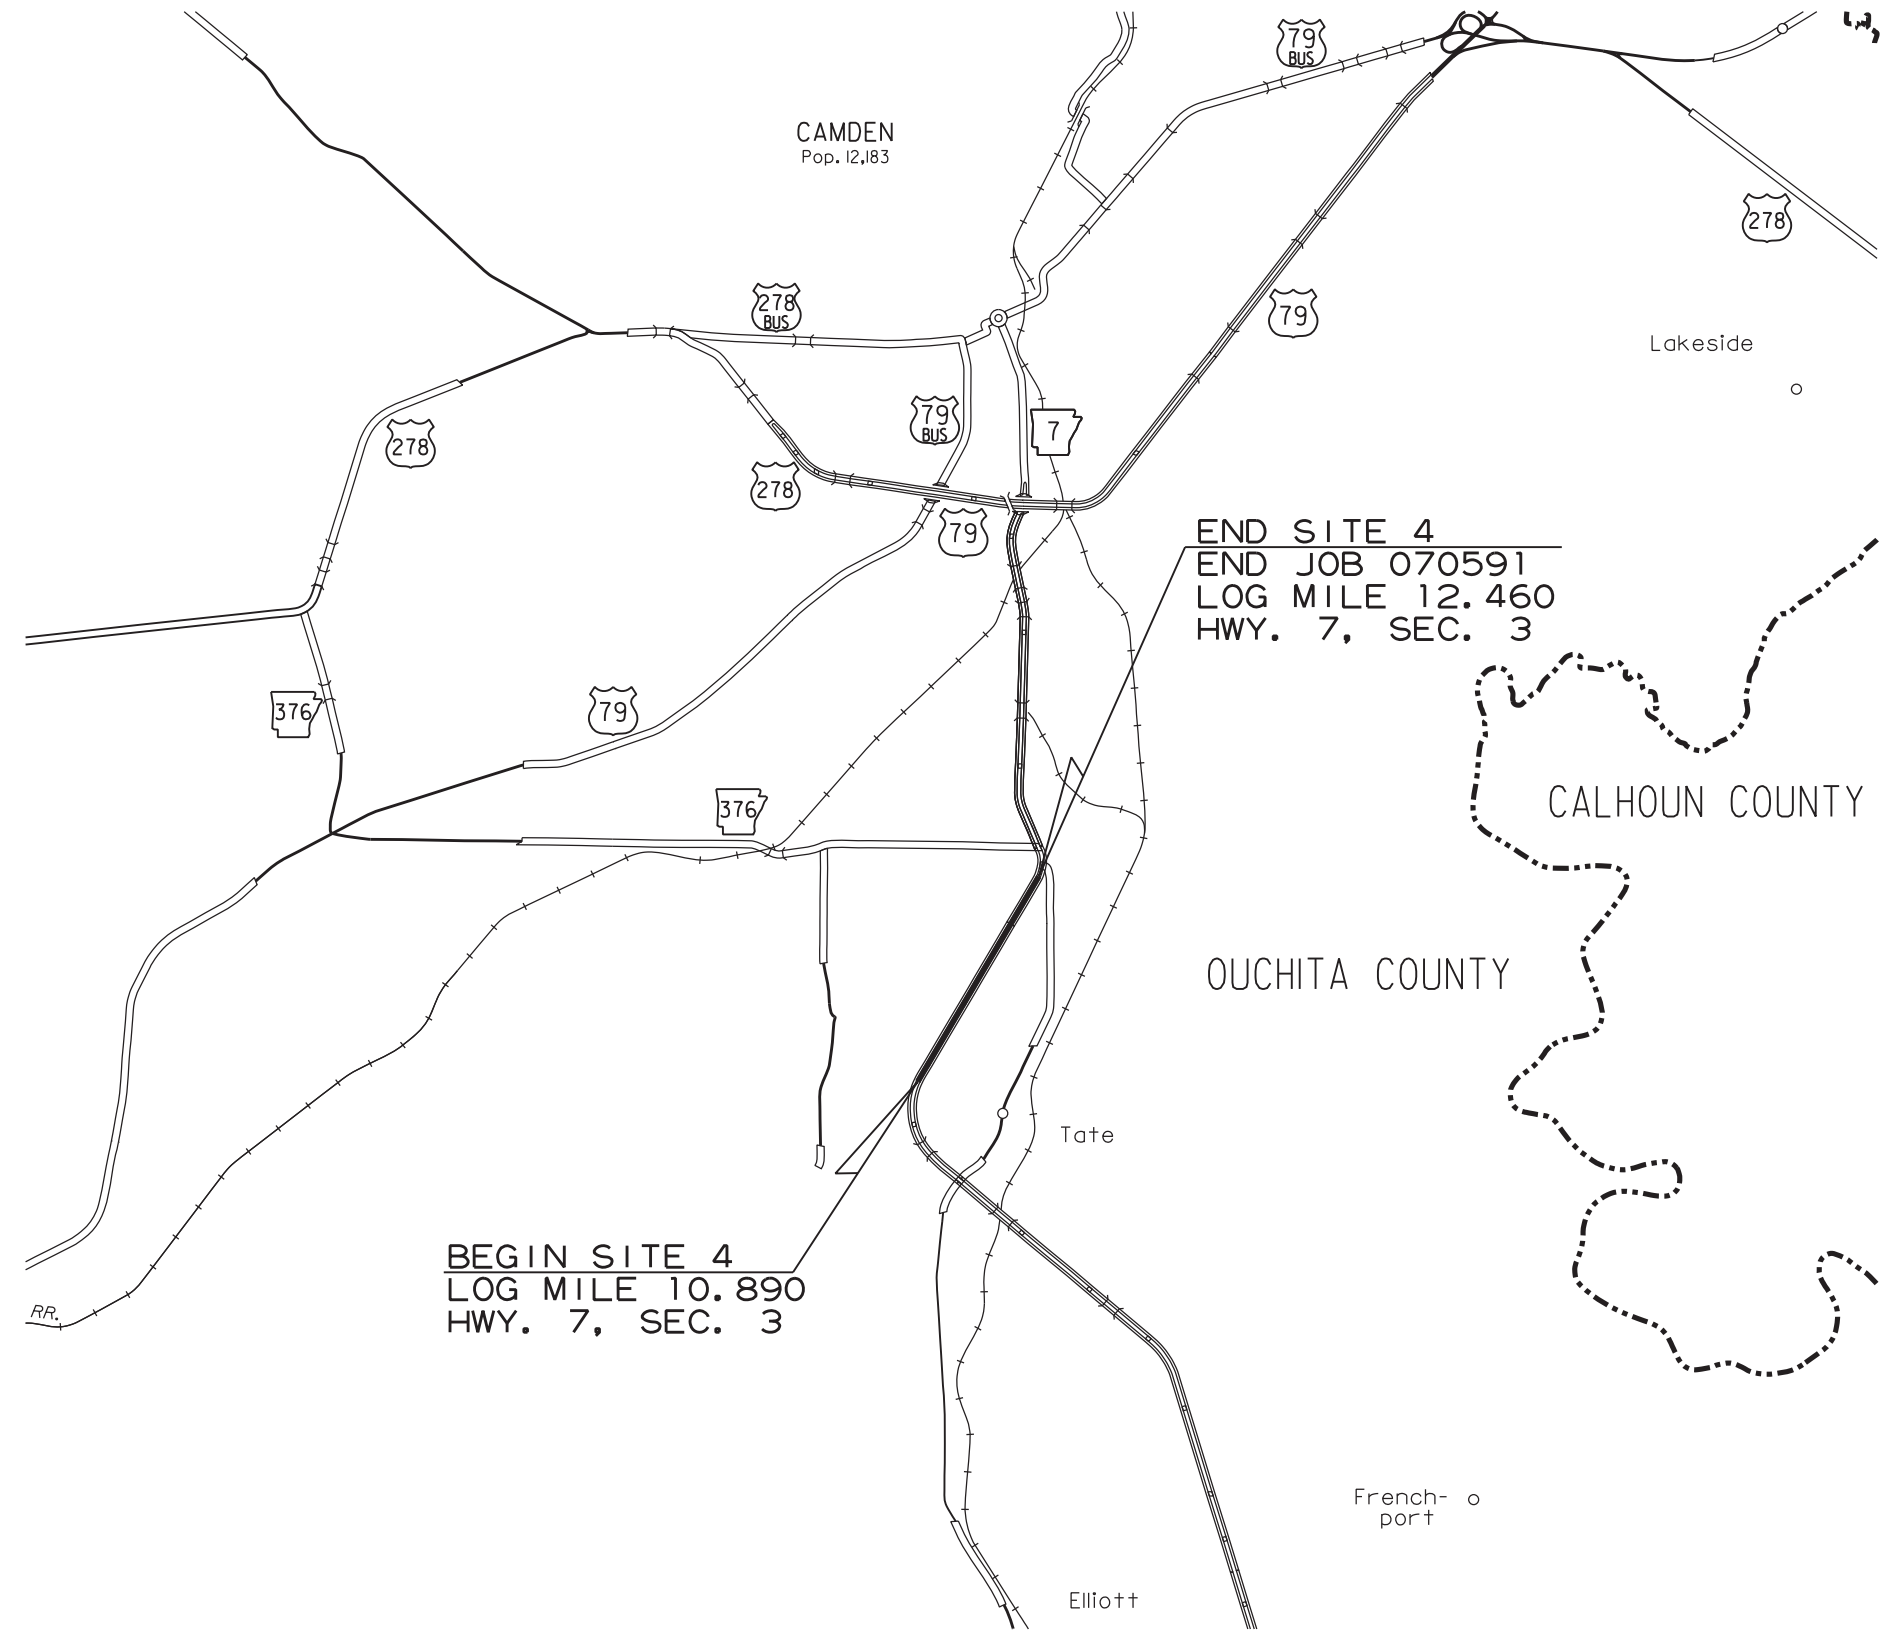 79
BUS
CAMDEN
Pop. 12,183
278
278
BUS
79
Lakeside
79
BUS
7
278
278
79
END SITE 4
END JOB 070591
LOG MILE 12.460
HWY. 7, SEC. 3
376
79
376
CALHOUN COUNTY
OUCHITA COUNTY
Tate
BEGIN SITE 4
LOG MILE 10.890
HWY. 7, SEC. 3
RR.
French-
port
Elliott